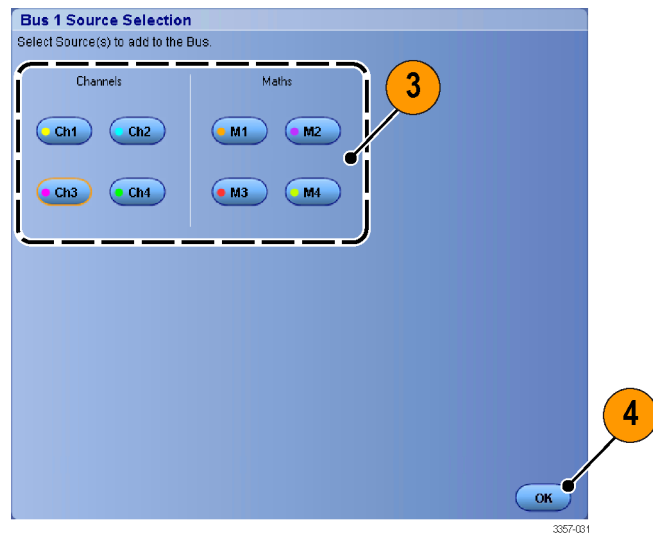 Bus 1 Source Selection
Select Source(s) to add to the Bus.
Channels Maths
3
Ch1 Ch2 M1 M2
Ch3 Ch4 M3 M4
4
OK
3357-031